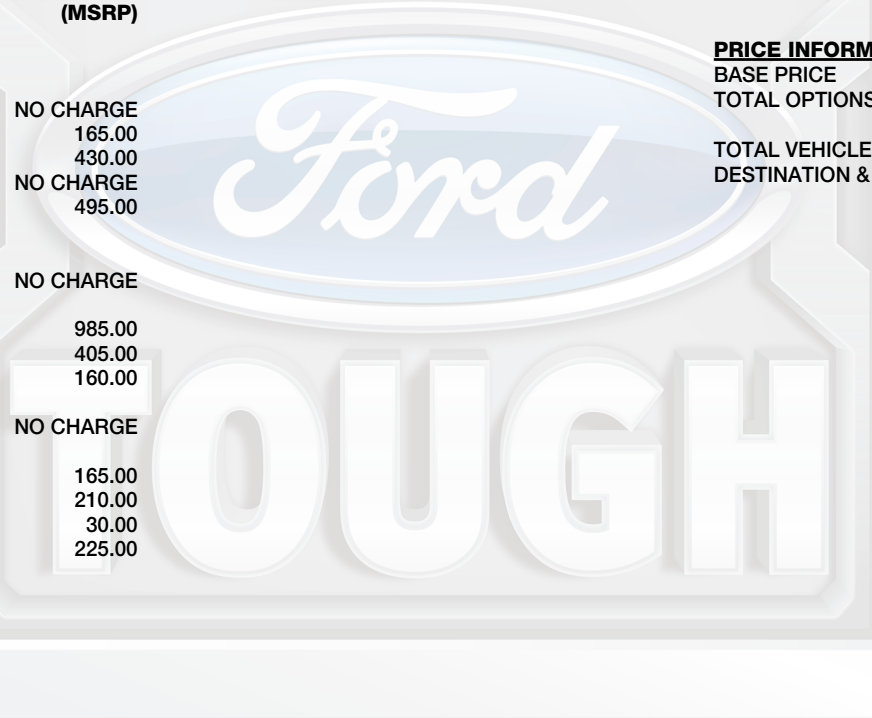 (MSRP)
NO CHARGE
165.00
430.00
NO CHARGE
495.00
NO CHARGE
985.00
405.00
160.00
NO CHARGE
165.00
210.00
30.00
225.00
PRICE INFORM
BASE PRICE
TOTAL OPTIONS
TOTAL VEHICLE
DESTINATION &
Ford
TOUGH